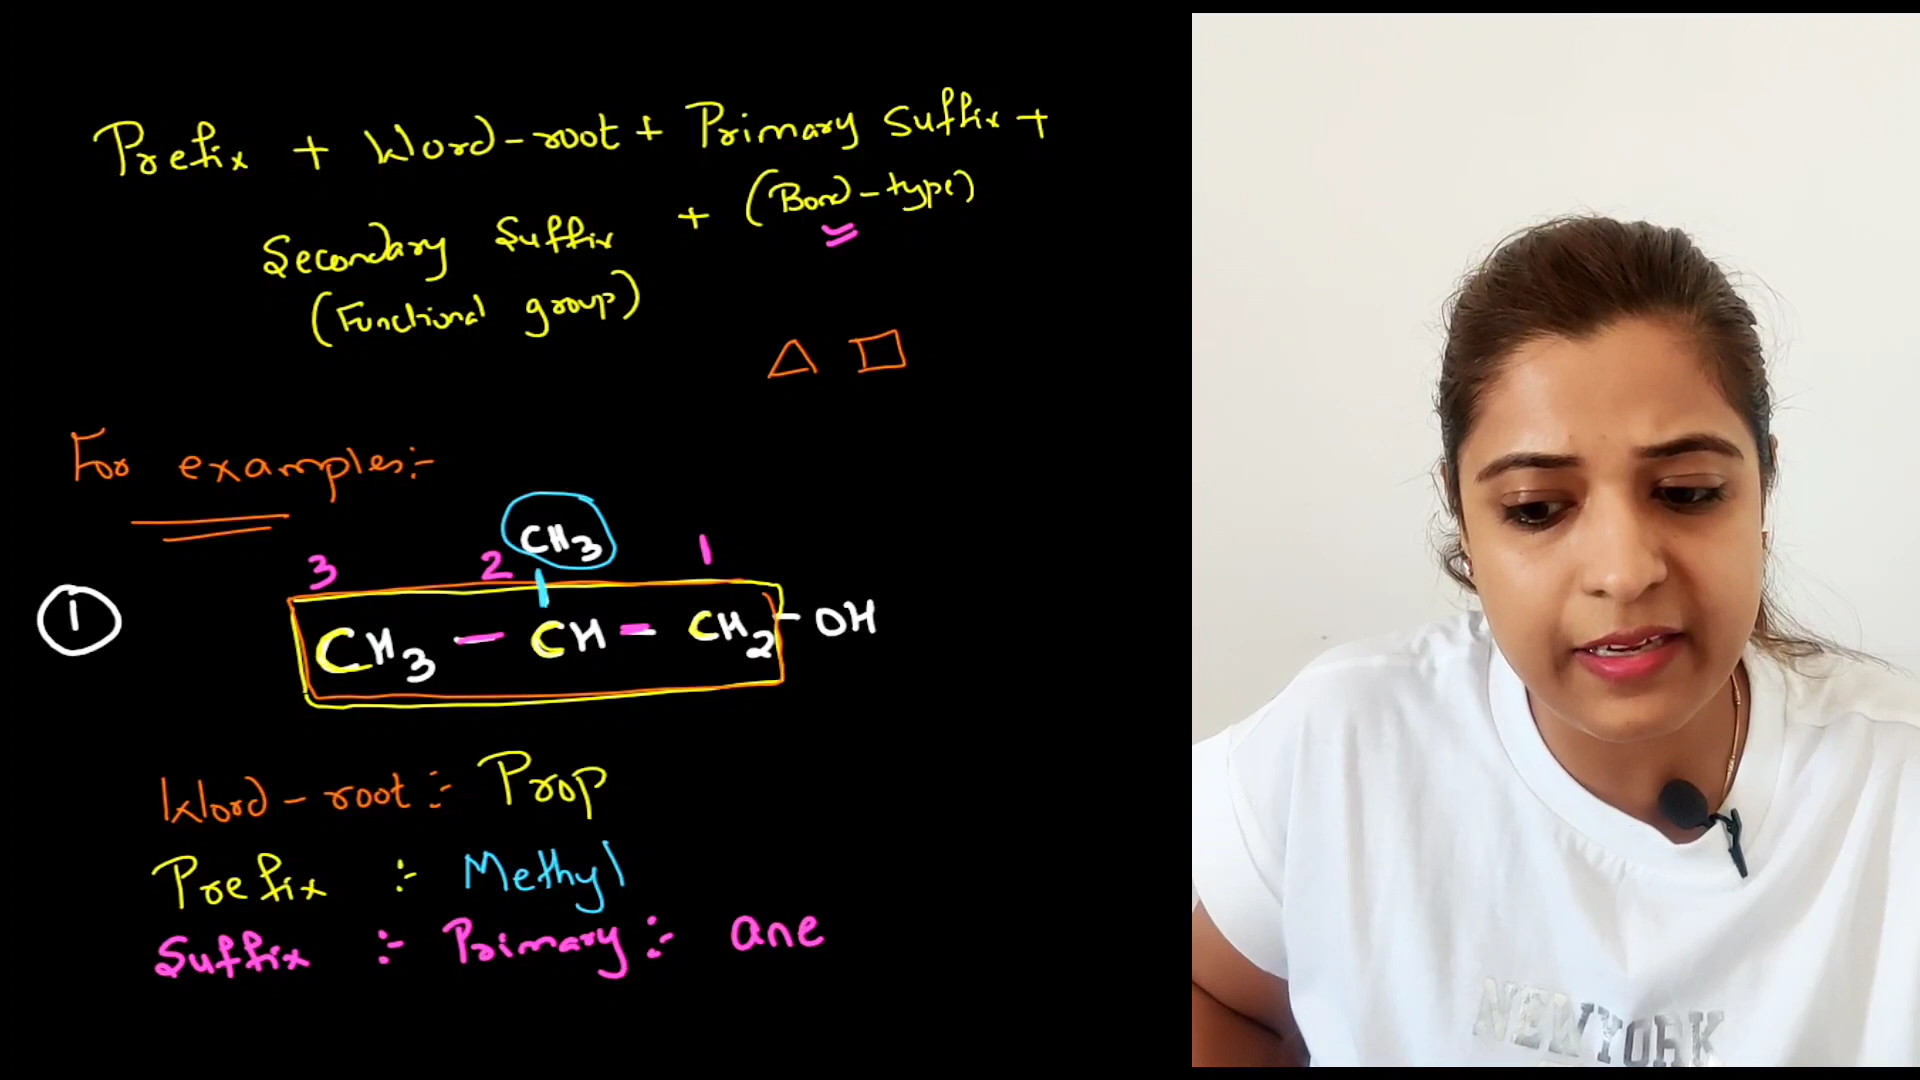 Prefix + Word-root + Primary suffix +
Secondary Suffix + (Bond-type)
(Functional group)
For examples:-
CH3
3 2 1
1 CH3 - CH - CH2 - OH
Word-root :- Prop
Prefix :- Methyl
Suffix :- Primary :- ane
NEWYORK